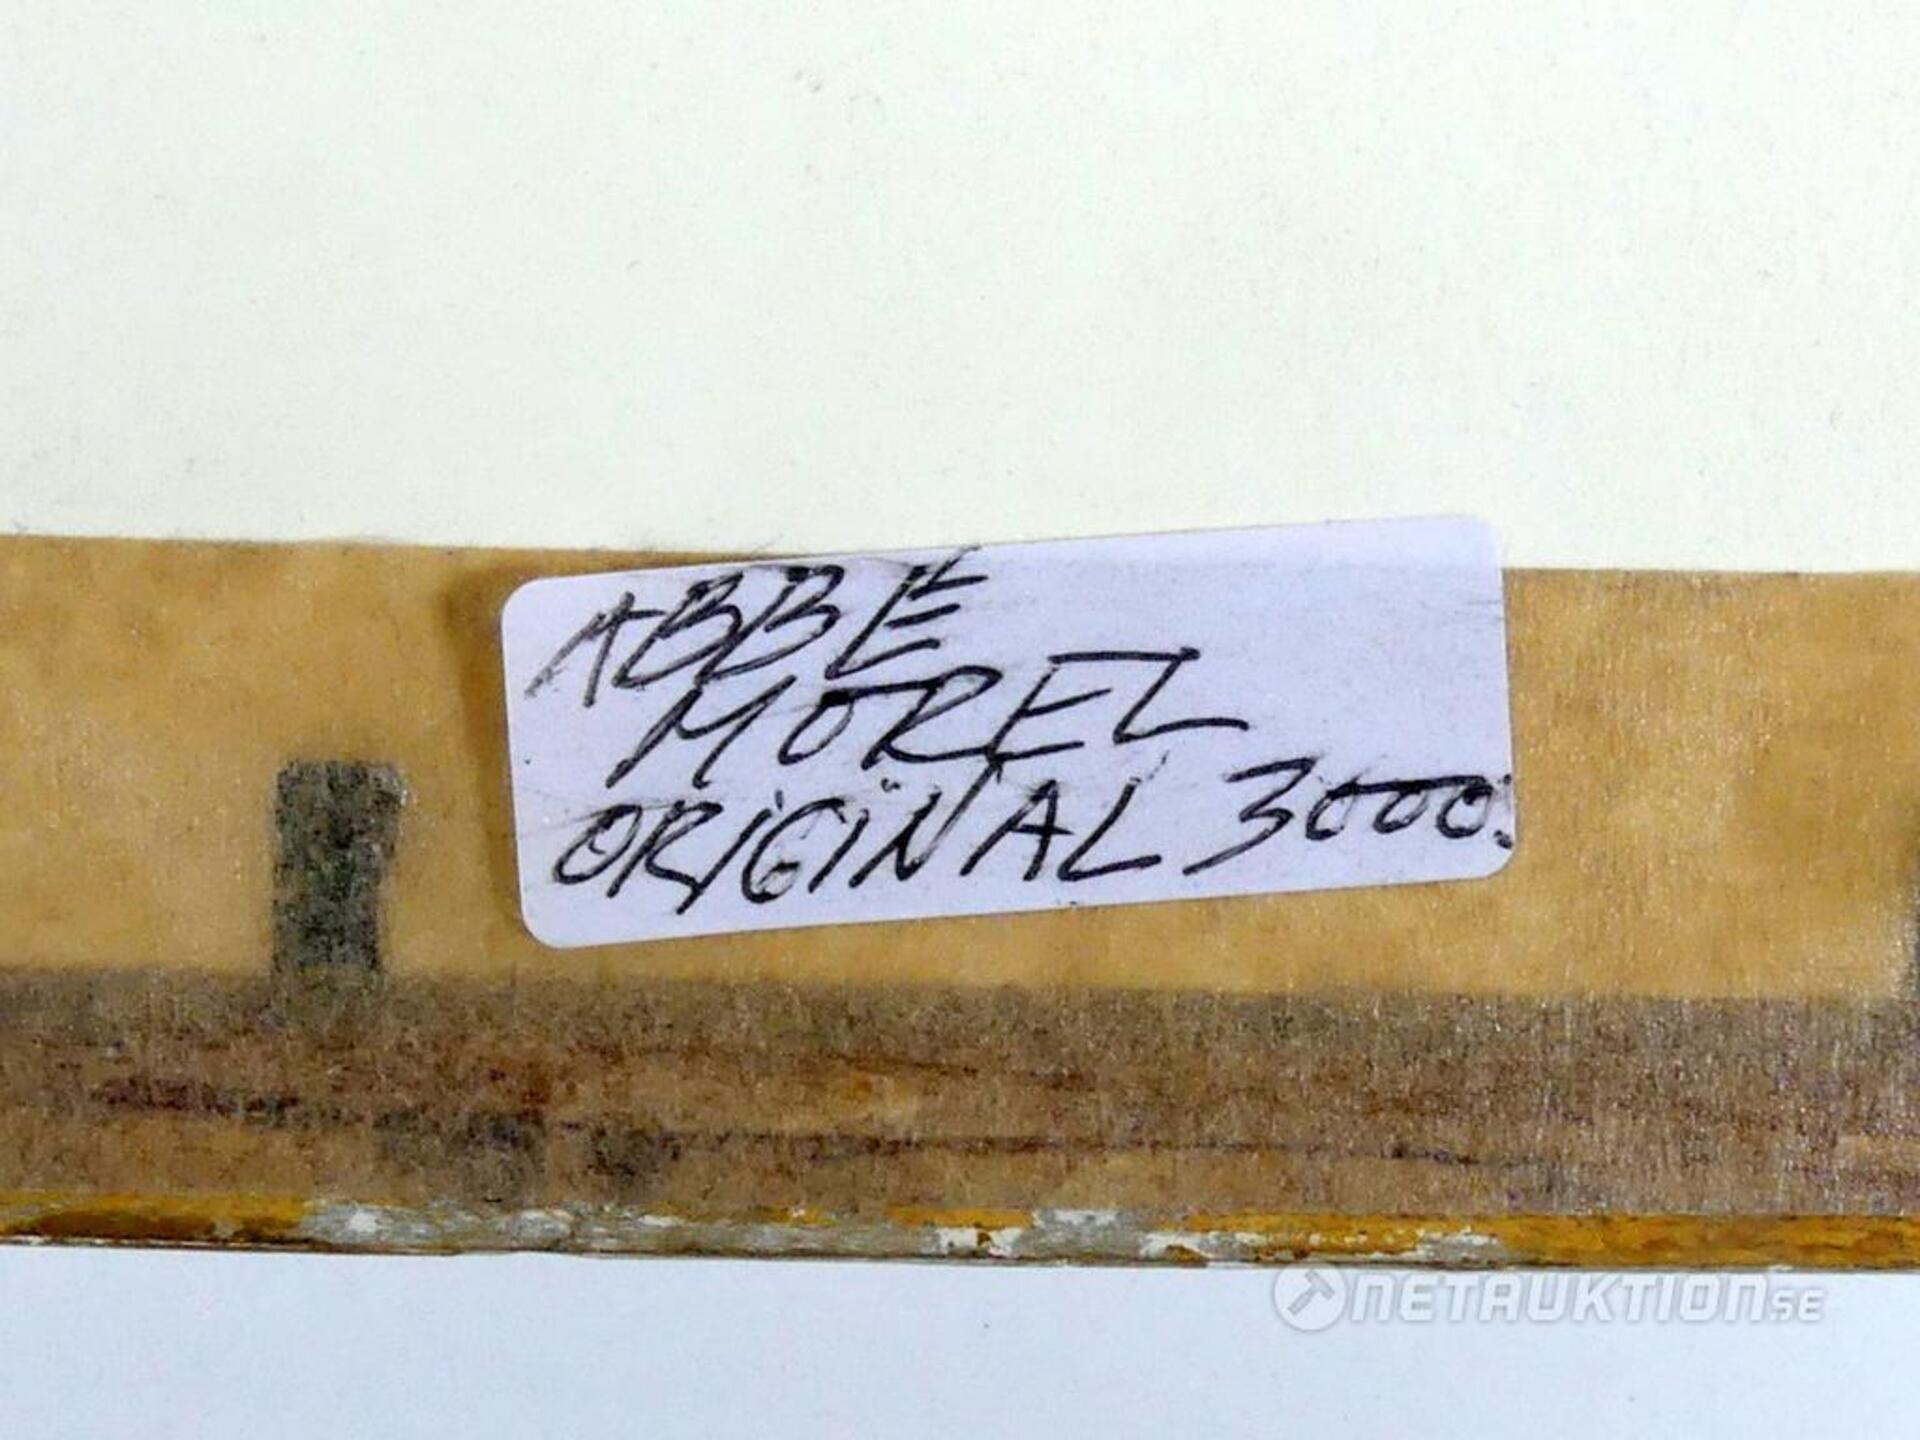 ABBE
MOREL
ORIGINAL 3000:
NETAUKTION.SE